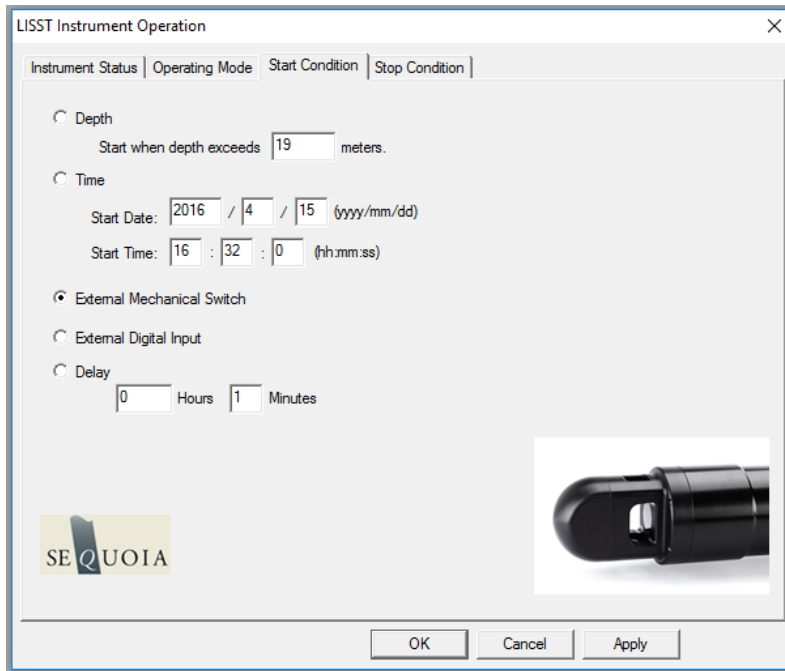 LISST Instrument Operation
Instrument Status Operating Mode Start Condition Stop Condition
Depth
Start when depth exceeds 19 meters.
Time
Start Date: 2016 / 4 / 15 (yyyy/mm/dd)
Start Time: 16 : 32 : 0 (hh:mm:ss)
External Mechanical Switch
External Digital Input
Delay
0 Hours 1 Minutes
SEQUOIA
OK Cancel Apply